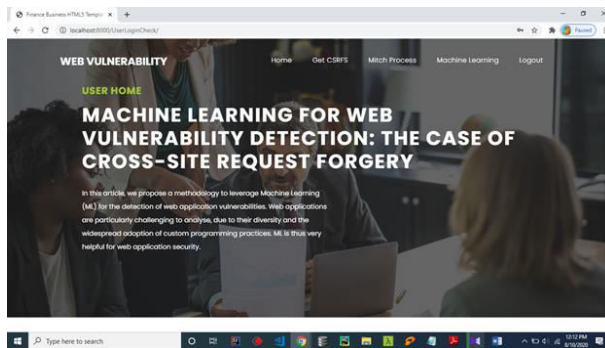 Finance Business HTML5 Templa
localhost:8000/UserLoginCheck/
Paused
WEB VULNERABILITY
Home Get CSRFS Mitch Process Machine Learning Logout
USER HOME
MACHINE LEARNING FOR WEB
VULNERABILITY DETECTION: THE CASE OF
CROSS-SITE REQUEST FORGERY
In this article, we propose a methodology to leverage Machine Learning
(ML) for the detection of web application vulnerabilities. Web applications
are particularly challenging to analyse, due to their diversity and the
widespread adoption of custom programming practices. ML is thus very
helpful for web application security.
Type here to search
12:12 PM
8/10/2020